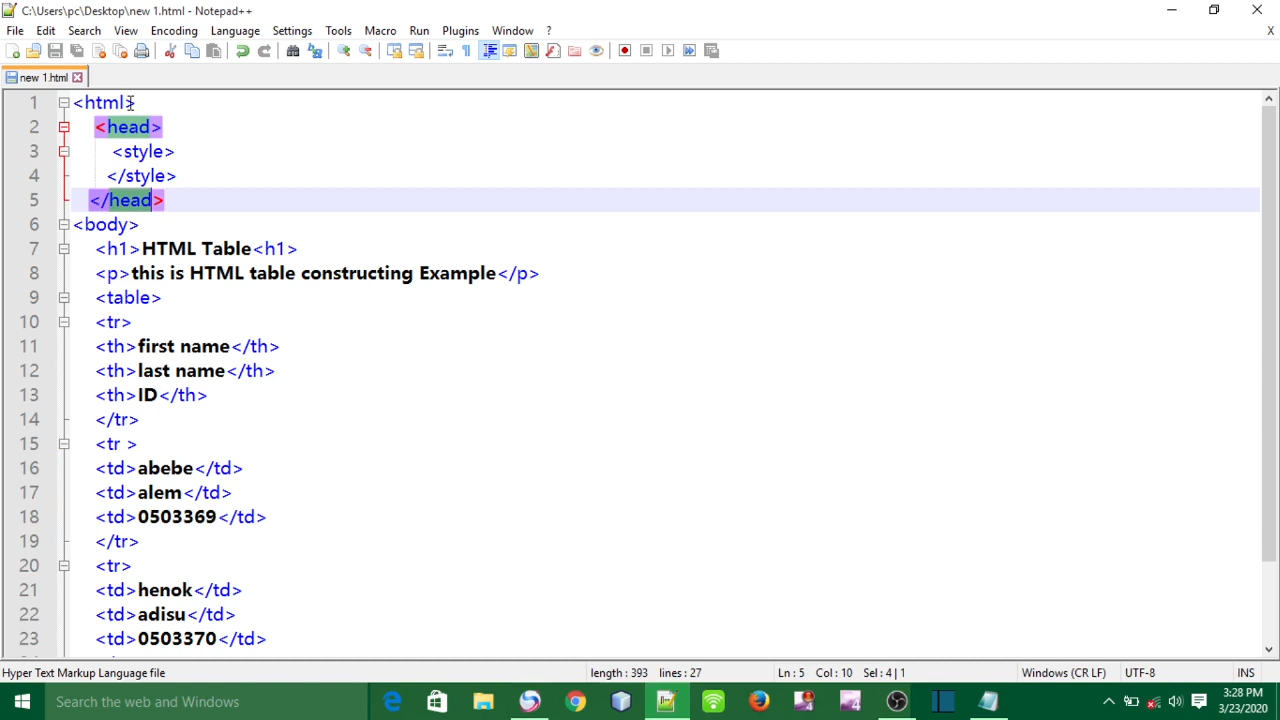 C:\Users\pc\Desktop\new 1.html - Notepad++
File Edit Search View Encoding Language Settings Tools Macro Run Plugins Window ?
X
new 1.html
1 <html>
2 <head>
3 <style>
4 </style>
5 </head>
6 <body>
7 <h1>HTML Table<h1>
8 <p>this is HTML table constructing Example</p>
9 <table>
10 <tr>
11 <th>first name</th>
12 <th>last name</th>
13 <th>ID</th>
14 </tr>
15 <tr >
16 <td>abebe</td>
17 <td>alem</td>
18 <td>0503369</td>
19 </tr>
20 <tr>
21 <td>henok</td>
22 <td>adisu</td>
23 <td>0503370</td>
Hyper Text Markup Language file length : 393 lines : 27 Ln : 5 Col : 10 Sel : 4 | 1 Windows (CR LF) UTF-8 INS
Search the web and Windows
3:28 PM
3/23/2020